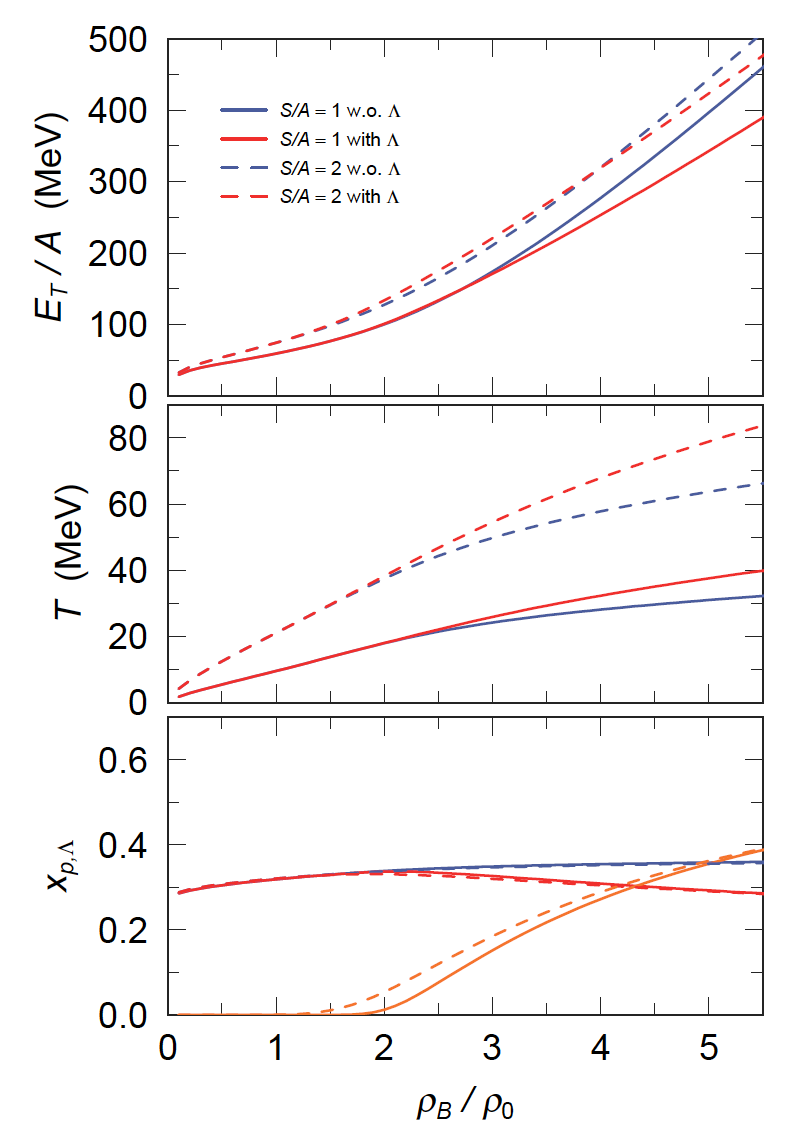 500
400
300
200
100
0
E_T / A (MeV)
S/A = 1 w.o. Λ
S/A = 1 with Λ
S/A = 2 w.o. Λ
S/A = 2 with Λ
80
60
40
20
0
T (MeV)
0.6
0.4
0.2
0.0
x_{p,Λ}
0 1 2 3 4 5
ρ_B / ρ_0